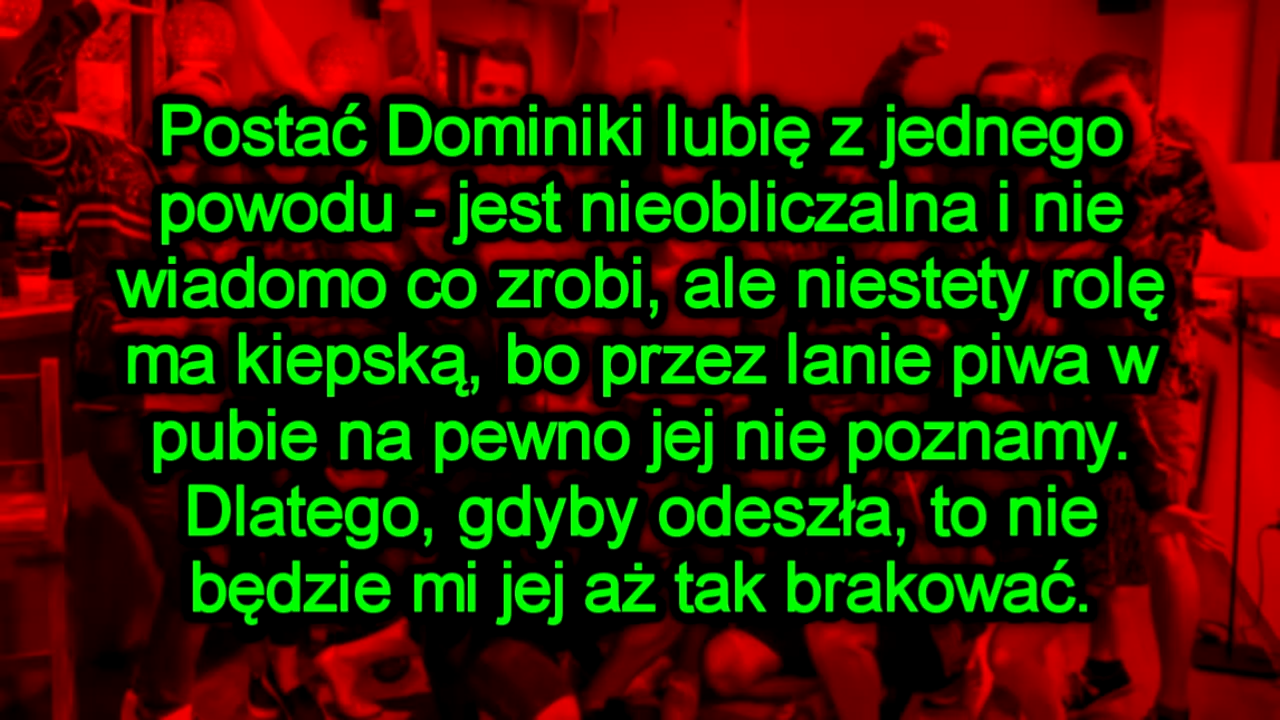 Postać Dominiki lubię z jednego
powodu - jest nieobliczalna i nie
wiadomo co zrobi, ale niestety rolę
ma kiepską, bo przez lanie piwa w
pubie na pewno jej nie poznamy.
Dlatego, gdyby odeszła, to nie
będzie mi jej aż tak brakować.